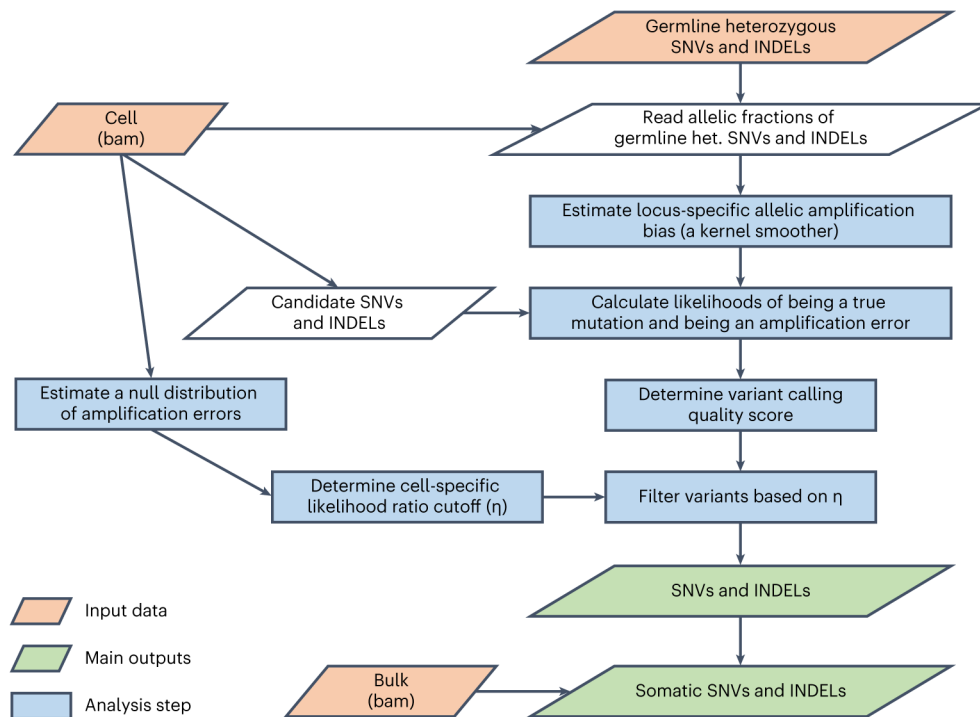 Germline heterozygous
SNVs and INDELs
Cell
(bam)
Read allelic fractions of
germline het. SNVs and INDELs
Estimate locus-specific allelic amplification
bias (a kernel smoother)
Candidate SNVs
and INDELs
Calculate likelihoods of being a true
mutation and being an amplification error
Estimate a null distribution
of amplification errors
Determine variant calling
quality score
Determine cell-specific
likelihood ratio cutoff (η)
Filter variants based on η
SNVs and INDELs
Input data
Main outputs
Analysis step
Bulk
(bam)
Somatic SNVs and INDELs